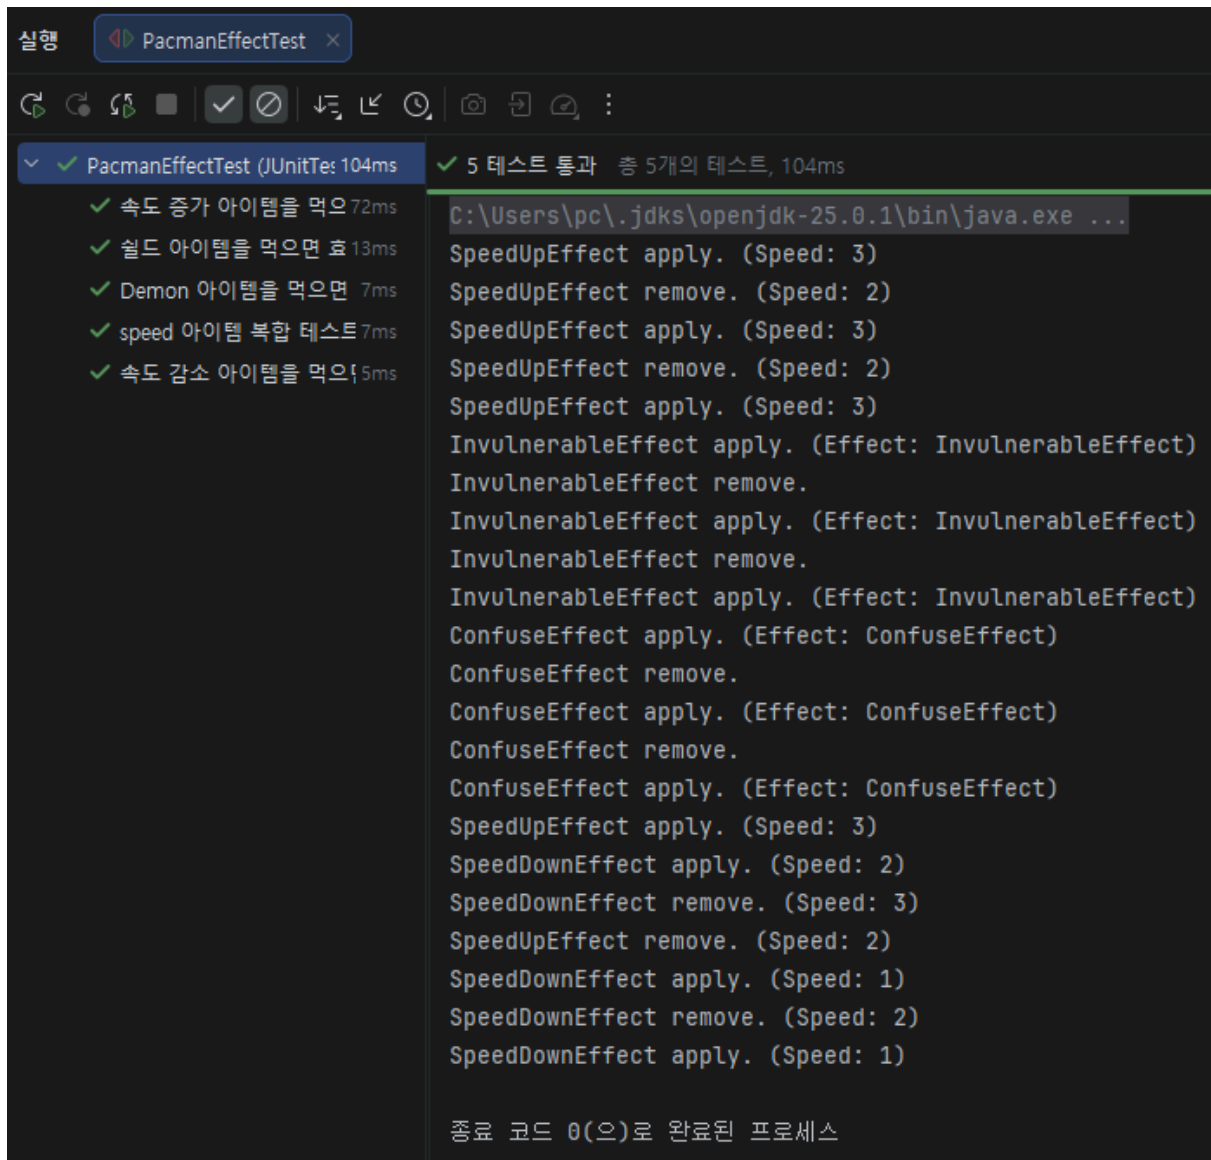 실행
PacmanEffectTest
PacmanEffectTest (JUnitTes 104ms
속도 증가 아이템을 먹으 72ms
쉴드 아이템을 먹으면 효 13ms
Demon 아이템을 먹으면 7ms
speed 아이템 복합 테스트 7ms
속도 감소 아이템을 먹으 5ms
5 테스트 통과 총 5개의 테스트, 104ms
C:\Users\pc\.jdks\openjdk-25.0.1\bin\java.exe ...
SpeedUpEffect apply. (Speed: 3)
SpeedUpEffect remove. (Speed: 2)
SpeedUpEffect apply. (Speed: 3)
SpeedUpEffect remove. (Speed: 2)
SpeedUpEffect apply. (Speed: 3)
InvulnerableEffect apply. (Effect: InvulnerableEffect)
InvulnerableEffect remove.
InvulnerableEffect apply. (Effect: InvulnerableEffect)
InvulnerableEffect remove.
InvulnerableEffect apply. (Effect: InvulnerableEffect)
ConfuseEffect apply. (Effect: ConfuseEffect)
ConfuseEffect remove.
ConfuseEffect apply. (Effect: ConfuseEffect)
ConfuseEffect remove.
ConfuseEffect apply. (Effect: ConfuseEffect)
SpeedUpEffect apply. (Speed: 3)
SpeedDownEffect apply. (Speed: 2)
SpeedDownEffect remove. (Speed: 3)
SpeedUpEffect remove. (Speed: 2)
SpeedDownEffect apply. (Speed: 1)
SpeedDownEffect remove. (Speed: 2)
SpeedDownEffect apply. (Speed: 1)
종료 코드 0(으)로 완료된 프로세스